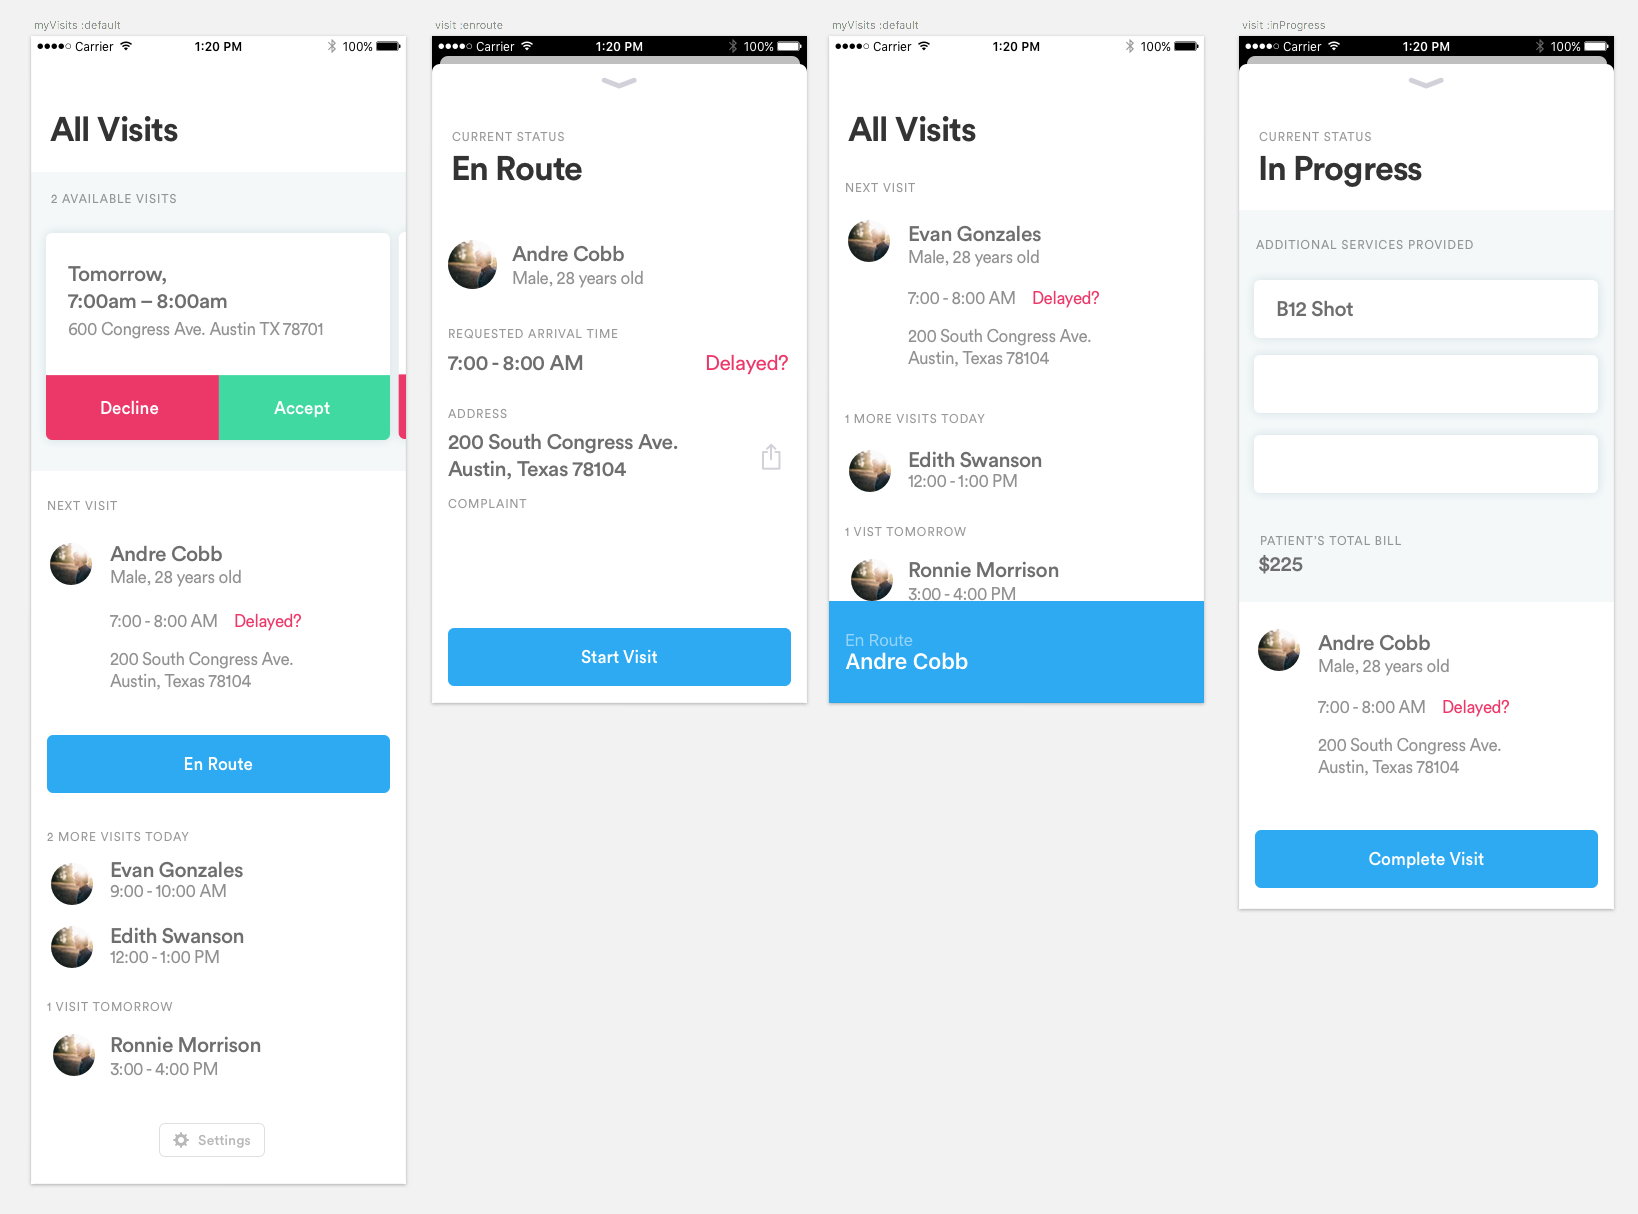 myVisits :default
Carrier 1:20 PM 100%
All Visits
2 AVAILABLE VISITS
Tomorrow,
7:00am – 8:00am
600 Congress Ave. Austin TX 78701
Decline Accept
NEXT VISIT
Andre Cobb
Male, 28 years old
7:00 - 8:00 AM Delayed?
200 South Congress Ave.
Austin, Texas 78104
En Route
2 MORE VISITS TODAY
Evan Gonzales
9:00 - 10:00 AM
Edith Swanson
12:00 - 1:00 PM
1 VISIT TOMORROW
Ronnie Morrison
3:00 - 4:00 PM
Settings
visit :enroute
Carrier 1:20 PM 100%
CURRENT STATUS
En Route
Andre Cobb
Male, 28 years old
REQUESTED ARRIVAL TIME
7:00 - 8:00 AM Delayed?
ADDRESS
200 South Congress Ave.
Austin, Texas 78104
COMPLAINT
Start Visit
myVisits :default
Carrier 1:20 PM 100%
All Visits
NEXT VISIT
Evan Gonzales
Male, 28 years old
7:00 - 8:00 AM Delayed?
200 South Congress Ave.
Austin, Texas 78104
1 MORE VISITS TODAY
Edith Swanson
12:00 - 1:00 PM
1 VIST TOMORROW
Ronnie Morrison
3:00 - 4:00 PM
En Route
Andre Cobb
visit :inProgress
Carrier 1:20 PM 100%
CURRENT STATUS
In Progress
ADDITIONAL SERVICES PROVIDED
B12 Shot
PATIENT'S TOTAL BILL
$225
Andre Cobb
Male, 28 years old
7:00 - 8:00 AM Delayed?
200 South Congress Ave.
Austin, Texas 78104
Complete Visit